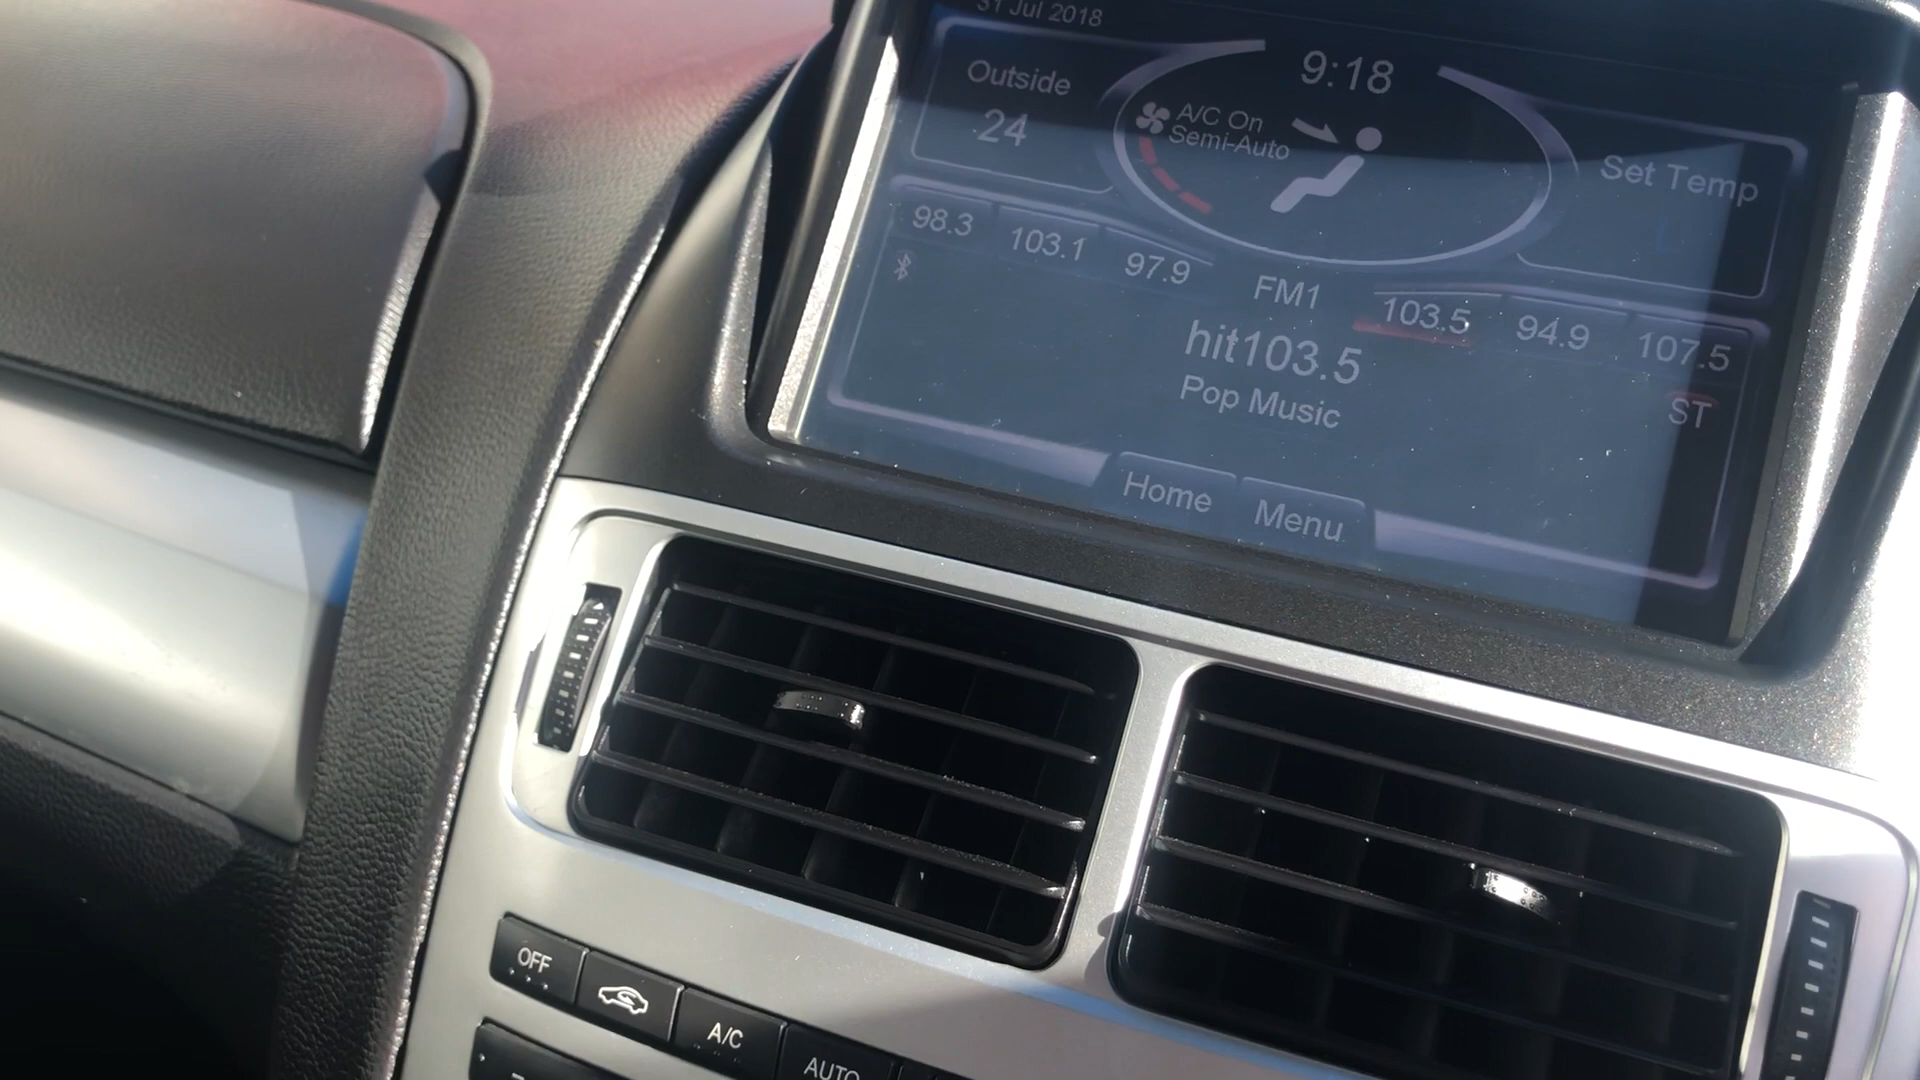 31 Jul 2018
Outside
24
9:18
A/C On
Semi-Auto
Set Temp
98.3
103.1
97.9
FM1
103.5
94.9
107.5
hit103.5
Pop Music
ST
Home
Menu
OFF
A/C
AUTO